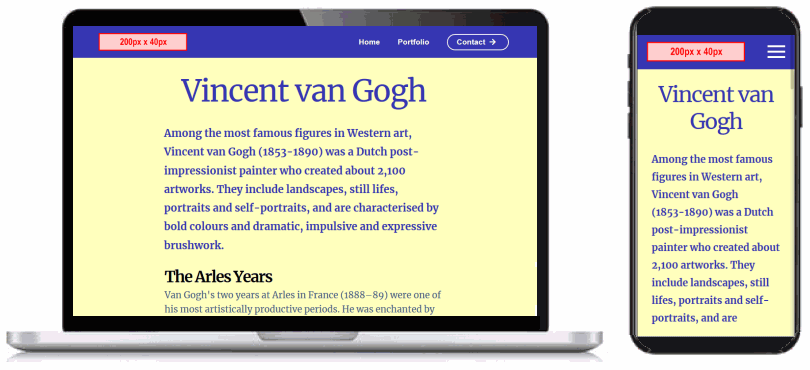 200px x 40px
Home Portfolio Contact →
Vincent van Gogh
Among the most famous figures in Western art,
Vincent van Gogh (1853-1890) was a Dutch post-
impressionist painter who created about 2,100
artworks. They include landscapes, still lifes,
portraits and self-portraits, and are characterised by
bold colours and dramatic, impulsive and expressive
brushwork.
The Arles Years
Van Gogh's two years at Arles in France (1888–89) were one of
his most artistically productive periods. He was enchanted by
200px x 40px
Vincent van
Gogh
Among the most famous
figures in Western art,
Vincent van Gogh
(1853-1890) was a Dutch
post-impressionist
painter who created about
2,100 artworks. They
include landscapes, still
lifes, portraits and self-
portraits, and are